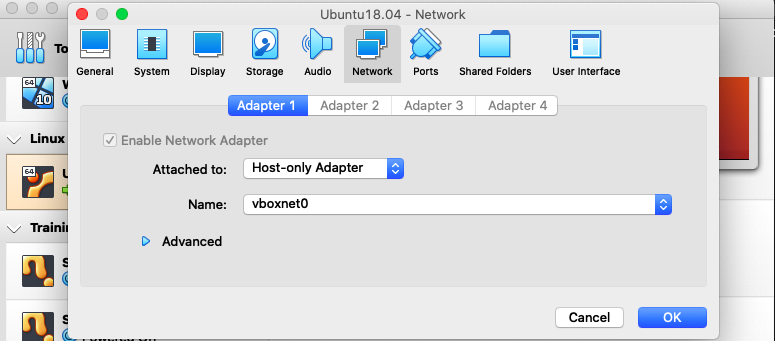 Ubuntu18.04 - Network
To
General System Display Storage Audio Network Ports Shared Folders User Interface
64
10
Adapter 1 Adapter 2 Adapter 3 Adapter 4
Linux
Enable Network Adapter
64
Attached to: Host-only Adapter
Name: vboxnet0
Trainin
Advanced
S
Cancel OK
S